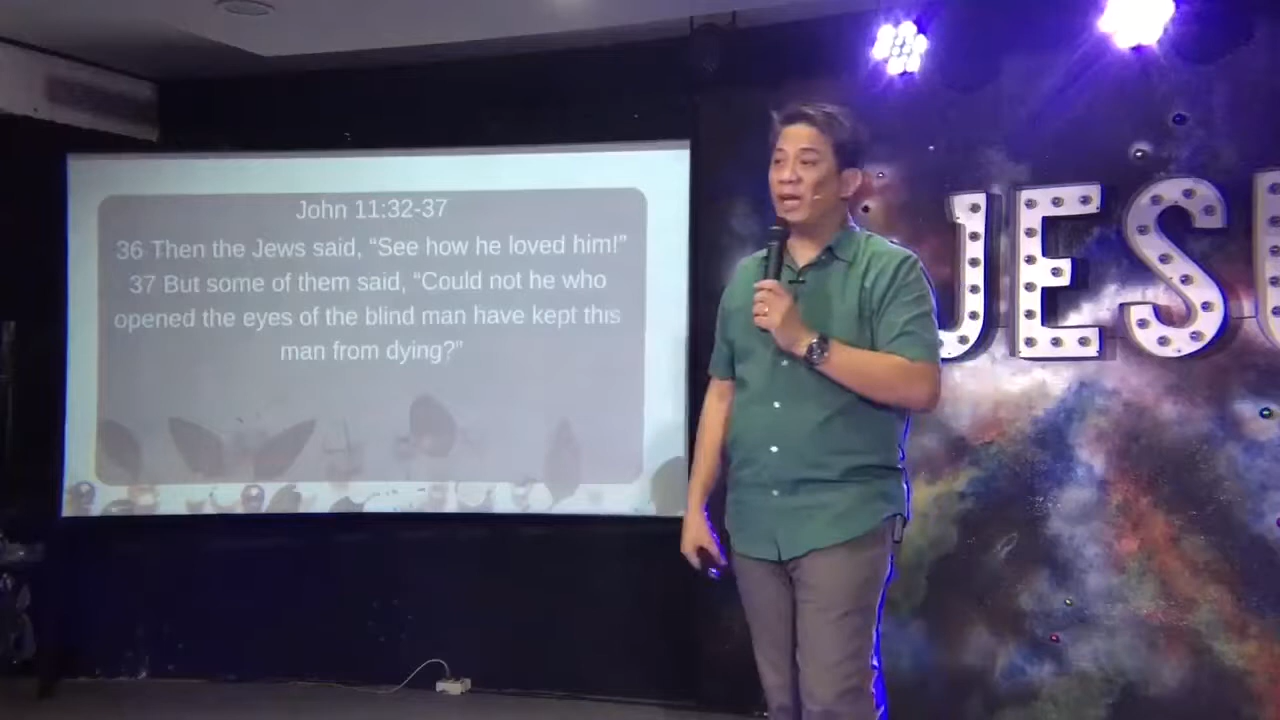 John 11:32-37
36 Then the Jews said, “See how he loved him!”
37 But some of them said, “Could not he who
opened the eyes of the blind man have kept this
man from dying?”
JESU